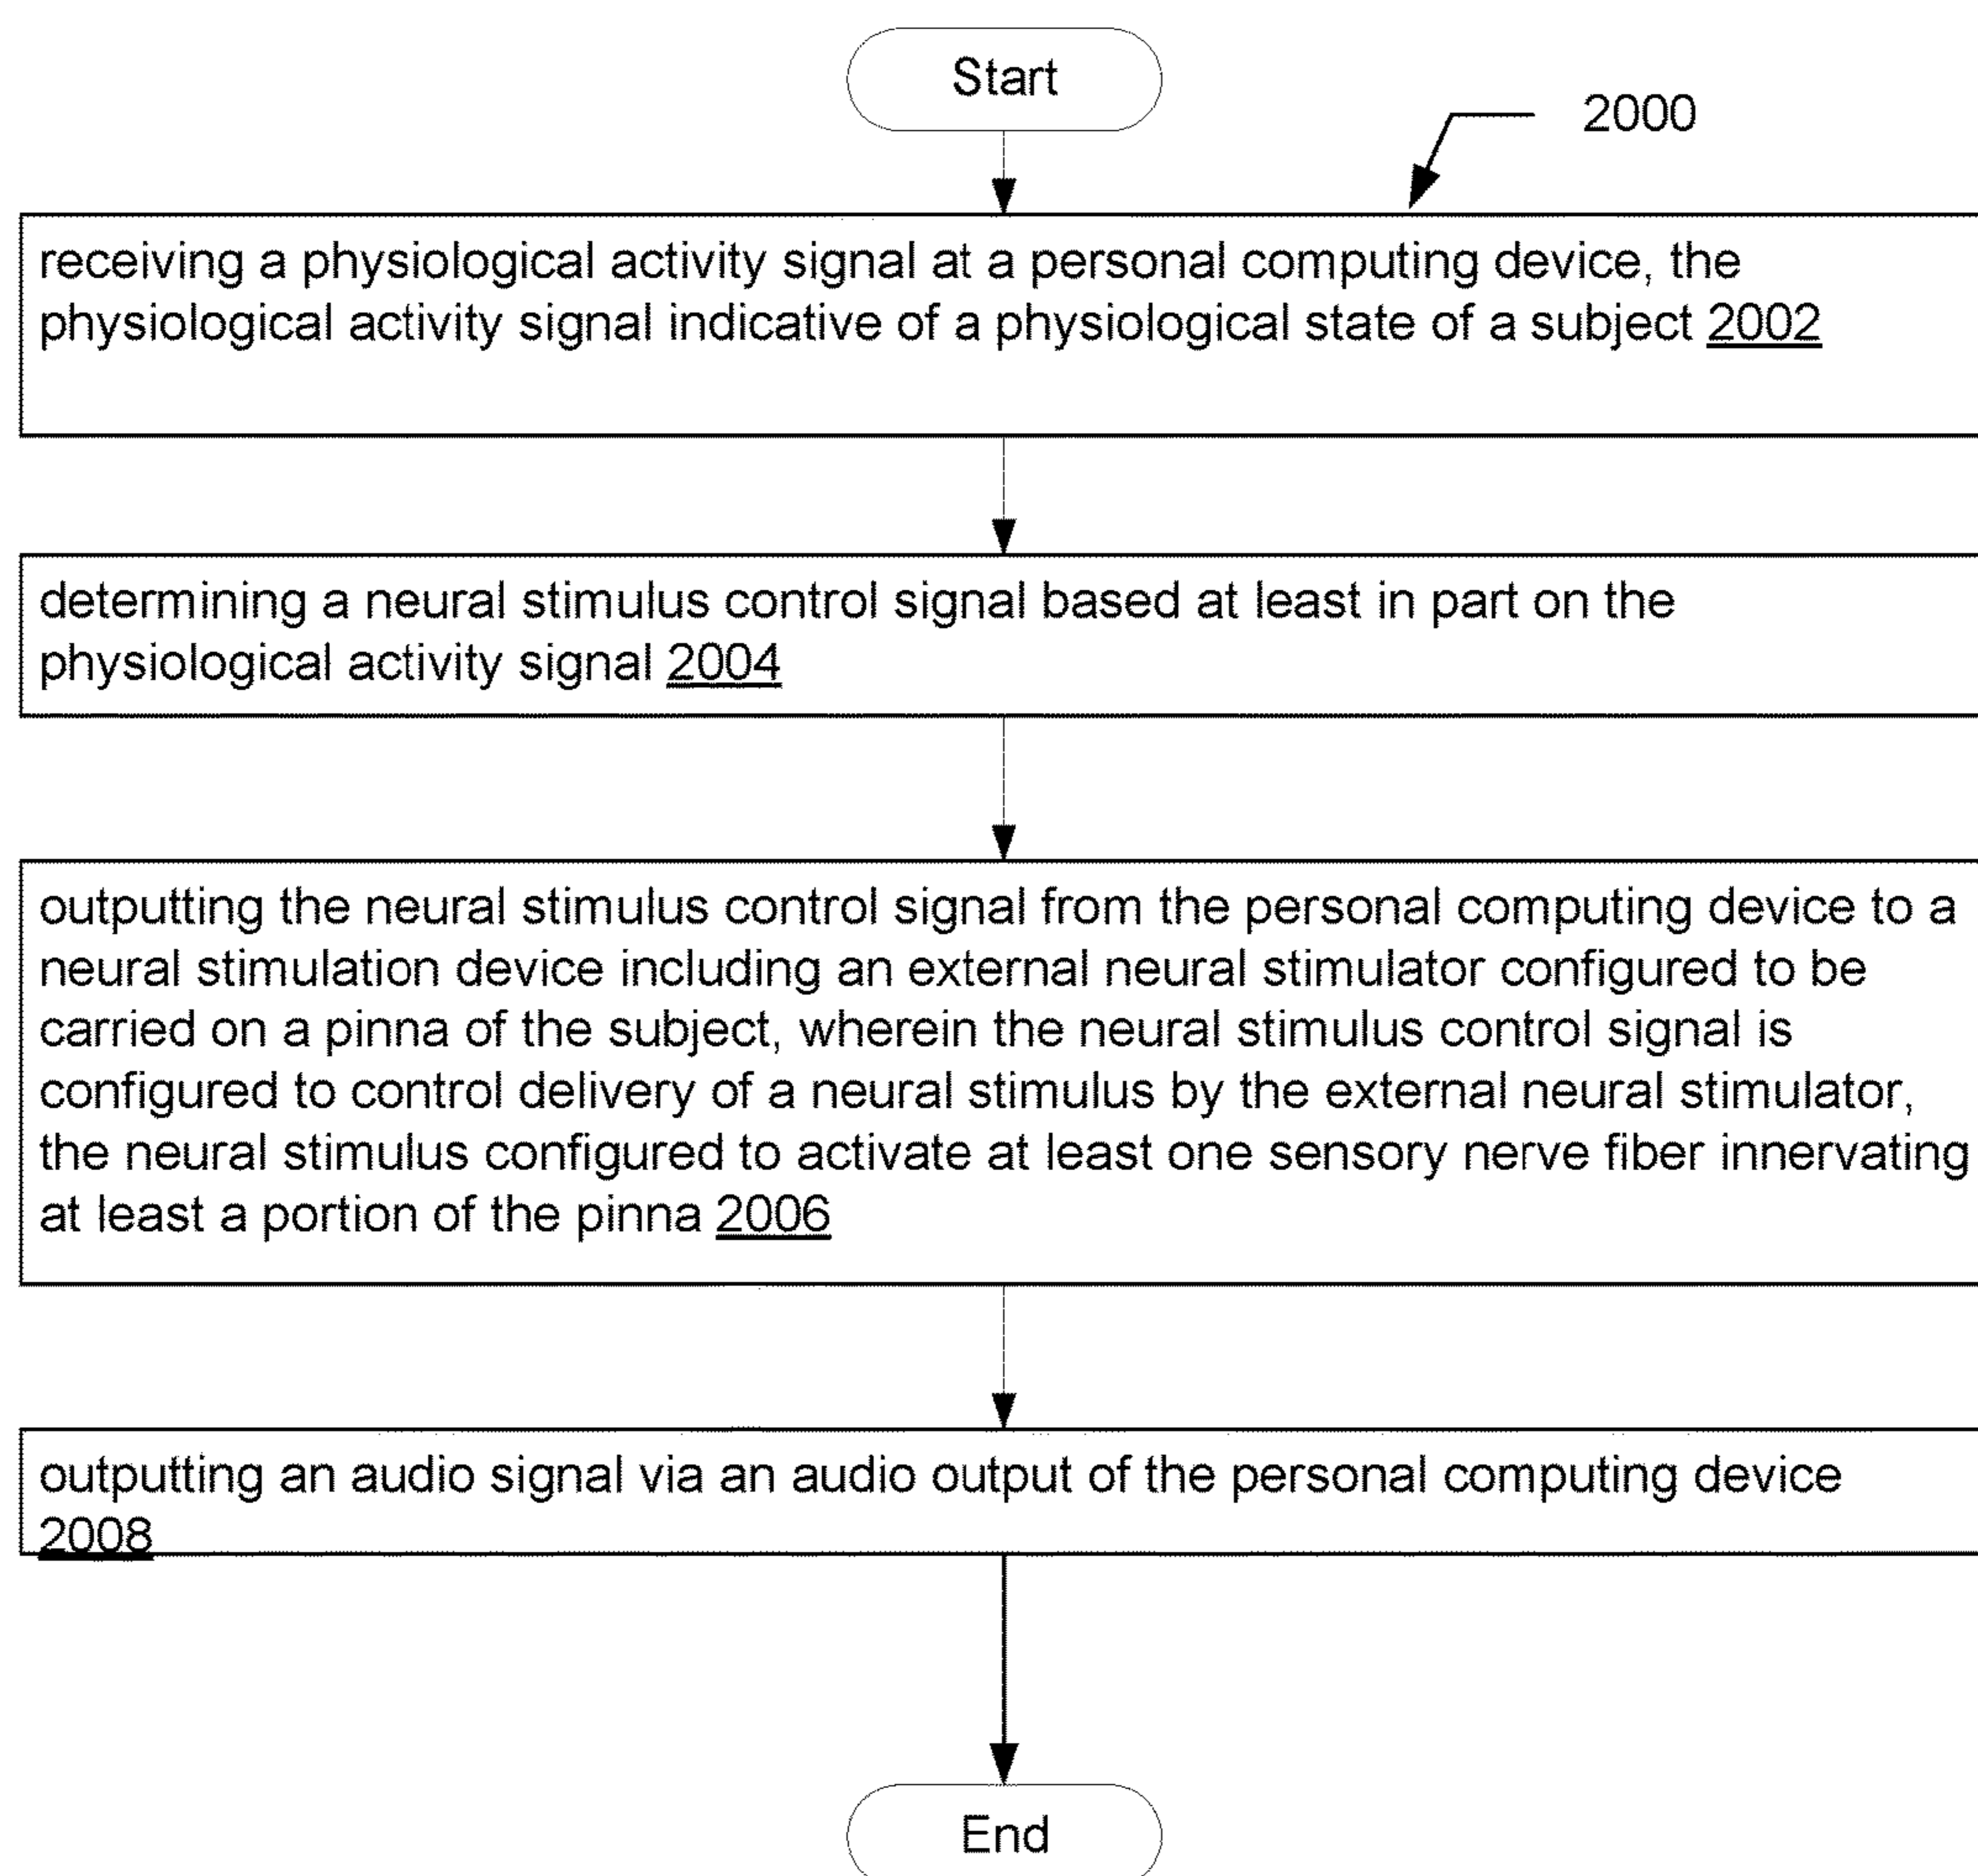 Start
2000
receiving a physiological activity signal at a personal computing device, the
physiological activity signal indicative of a physiological state of a subject 2002
determining a neural stimulus control signal based at least in part on the
physiological activity signal 2004
outputting the neural stimulus control signal from the personal computing device to a
neural stimulation device including an external neural stimulator configured to be
carried on a pinna of the subject, wherein the neural stimulus control signal is
configured to control delivery of a neural stimulus by the external neural stimulator,
the neural stimulus configured to activate at least one sensory nerve fiber innervating
at least a portion of the pinna 2006
outputting an audio signal via an audio output of the personal computing device
2008
End